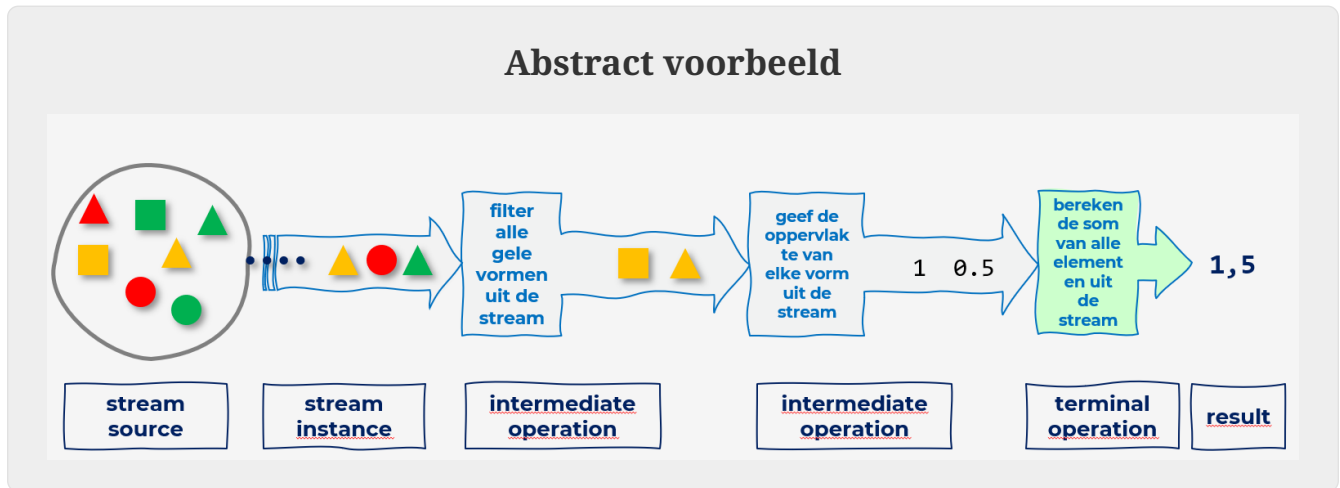 Abstract voorbeeld
filter
alle
gele
vormen
uit de
stream
geef de
oppervlak
te van
elke vorm
uit de
stream
1 0.5
bereken
de som
van alle
element
en uit
de
stream
1,5
stream
source
stream
instance
intermediate
operation
intermediate
operation
terminal
operation
result